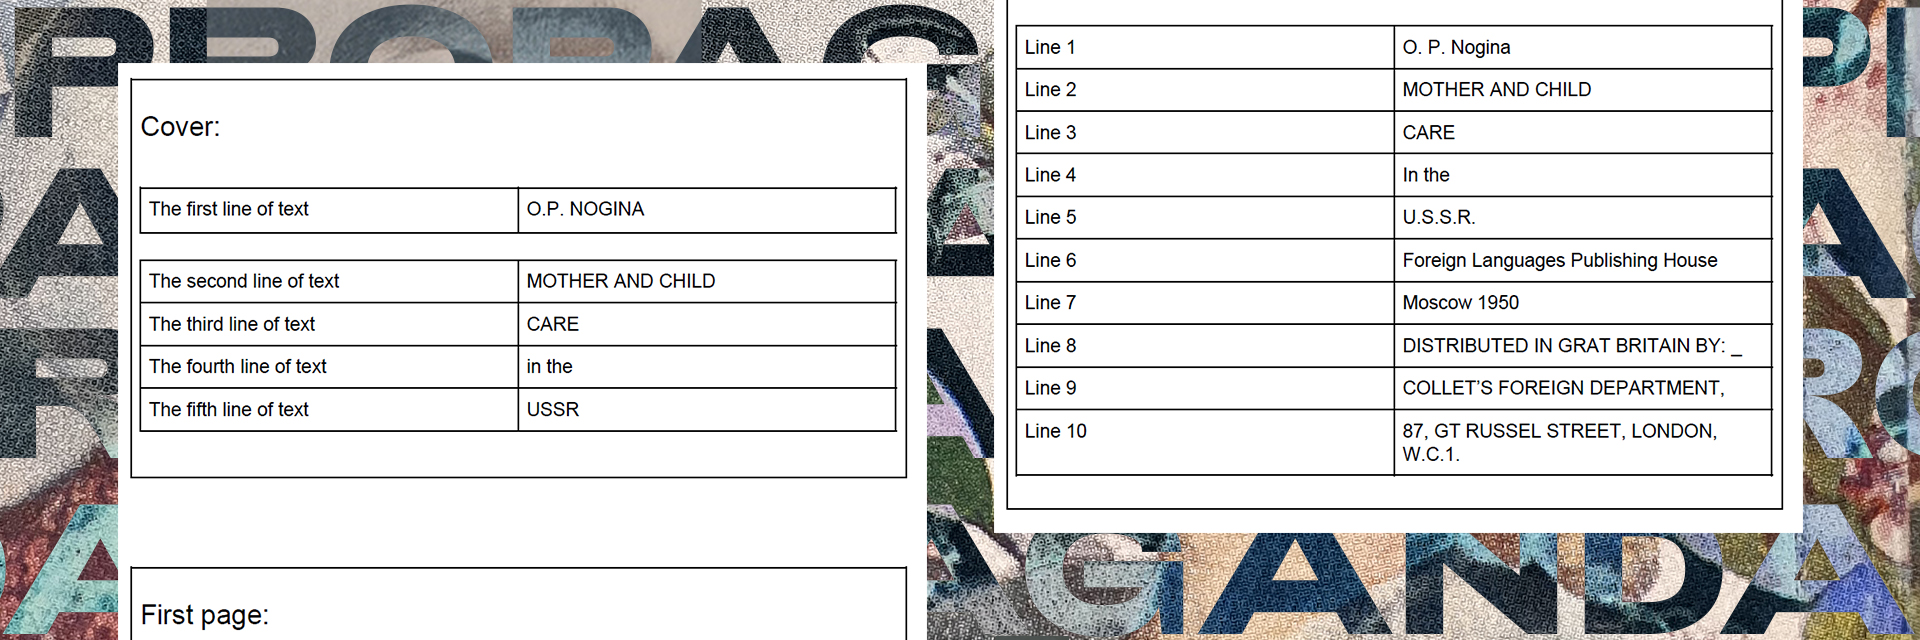 PROPAGANDA
Cover:
The first line of text O.P. NOGINA
The second line of text MOTHER AND CHILD
The third line of text CARE
The fourth line of text in the
The fifth line of text USSR
First page:
Line 1 O. P. Nogina
Line 2 MOTHER AND CHILD
Line 3 CARE
Line 4 In the
Line 5 U.S.S.R.
Line 6 Foreign Languages Publishing House
Line 7 Moscow 1950
Line 8 DISTRIBUTED IN GRAT BRITAIN BY: _
Line 9 COLLET’S FOREIGN DEPARTMENT,
Line 10 87, GT RUSSEL STREET, LONDON,
W.C.1.
AGANDA